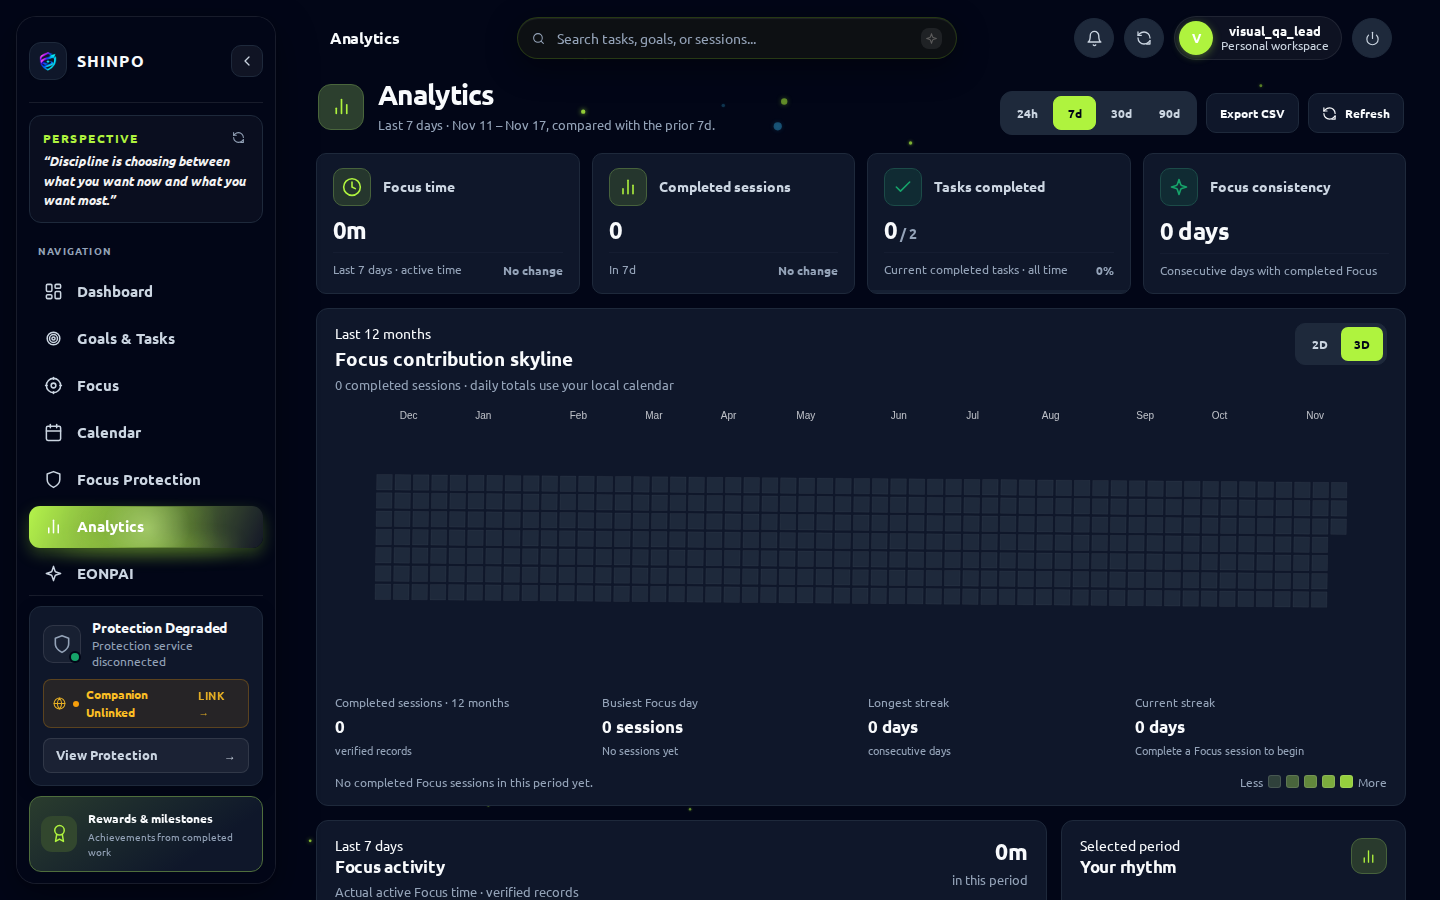 SHINPO
PERSPECTIVE
“Discipline is choosing between
what you want now and what you
want most.”
NAVIGATION
Dashboard
Goals & Tasks
Focus
Calendar
Focus Protection
Analytics
EONPAI
Protection Degraded
Protection service
disconnected
Companion
Unlinked
LINK
→
View Protection →
Rewards & milestones
Achievements from completed
work
Analytics
Search tasks, goals, or sessions...
V
visual_qa_lead
Personal workspace
Analytics
Last 7 days · Nov 11 – Nov 17, compared with the prior 7d.
24h 7d 30d 90d
Export CSV
Refresh
Focus time
0m
Last 7 days · active time No change
Completed sessions
0
In 7d No change
Tasks completed
0 / 2
Current completed tasks · all time 0%
Focus consistency
0 days
Consecutive days with completed Focus
Last 12 months
Focus contribution skyline
0 completed sessions · daily totals use your local calendar
2D 3D
Dec Jan Feb Mar Apr May Jun Jul Aug Sep Oct Nov
Completed sessions · 12 months
0
verified records
Busiest Focus day
0 sessions
No sessions yet
Longest streak
0 days
consecutive days
Current streak
0 days
Complete a Focus session to begin
No completed Focus sessions in this period yet.
Less More
Last 7 days
Focus activity
Actual active Focus time · verified records
0m
in this period
Selected period
Your rhythm